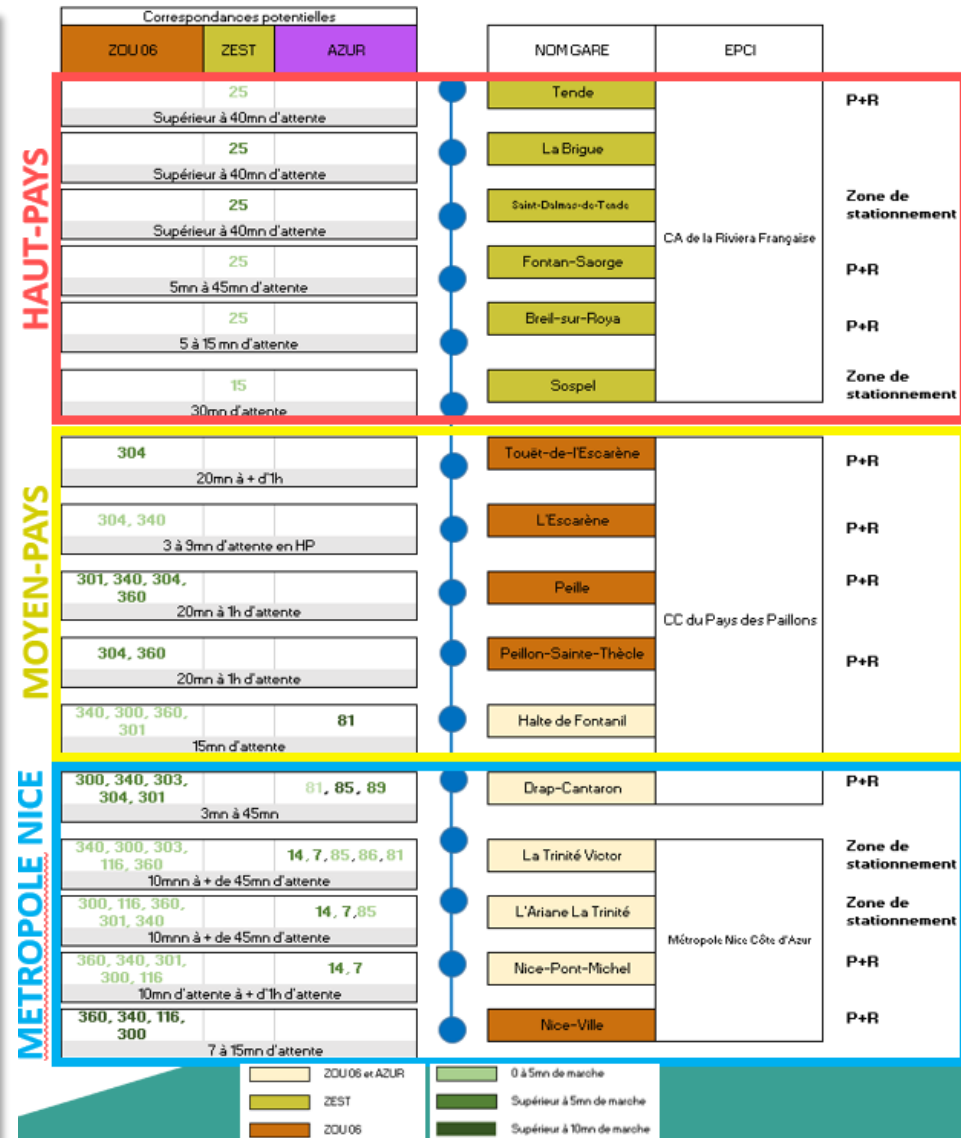 Correspondances potentielles
ZOU 06 ZEST AZUR NOM GARE EPCI
HAUT-PAYS
25 Tende P+R
Supérieur à 40mn d'attente
25 La Brigue
Supérieur à 40mn d'attente
25 Saint-Dalmas-de-Tende Zone de
stationnement
Supérieur à 40mn d'attente
CA de la Riviera Française
25 Fontan-Saorge P+R
5mn à 45mn d'attente
25 Breil-sur-Roya P+R
5 à 15 mn d'attente
15 Sospel Zone de
stationnement
30mn d'attente
MOYEN-PAYS
304 Touët-de-l'Escarène P+R
20mn à + d'1h
304, 340 L'Escarène P+R
3 à 9mn d'attente en HP
301, 340, 304,
360 Peille P+R
20mn à 1h d'attente
CC du Pays des Paillons
304, 360 Peillon-Sainte-Thècle P+R
20mn à 1h d'attente
340, 300, 360,
301 81 Halte de Fontanil
15mn d'attente
METROPOLE NICE
300, 340, 303,
304, 301 81, 85, 89 Drap-Cantaron P+R
3mn à 45mn
340, 300, 303,
116, 360 14, 7, 85, 86, 81 La Trinité Victor Zone de
stationnement
10mnn à + de 45mn d'attente
300, 116, 360,
301, 340 14, 7,85 L'Ariane La Trinité Zone de
stationnement
10mnn à + de 45mn d'attente
Métropole Nice Côte d'Azur
360, 340, 301,
300, 116 14, 7 Nice-Pont-Michel P+R
10mn d'attente à + d'1h d'attente
360, 340, 116,
300 Nice-Ville P+R
7 à 15mn d'attente
ZOU 06 et AZUR 0 à 5mn de marche
ZEST Supérieur à 5mn de marche
ZOU 06 Supérieur à 10mn de marche